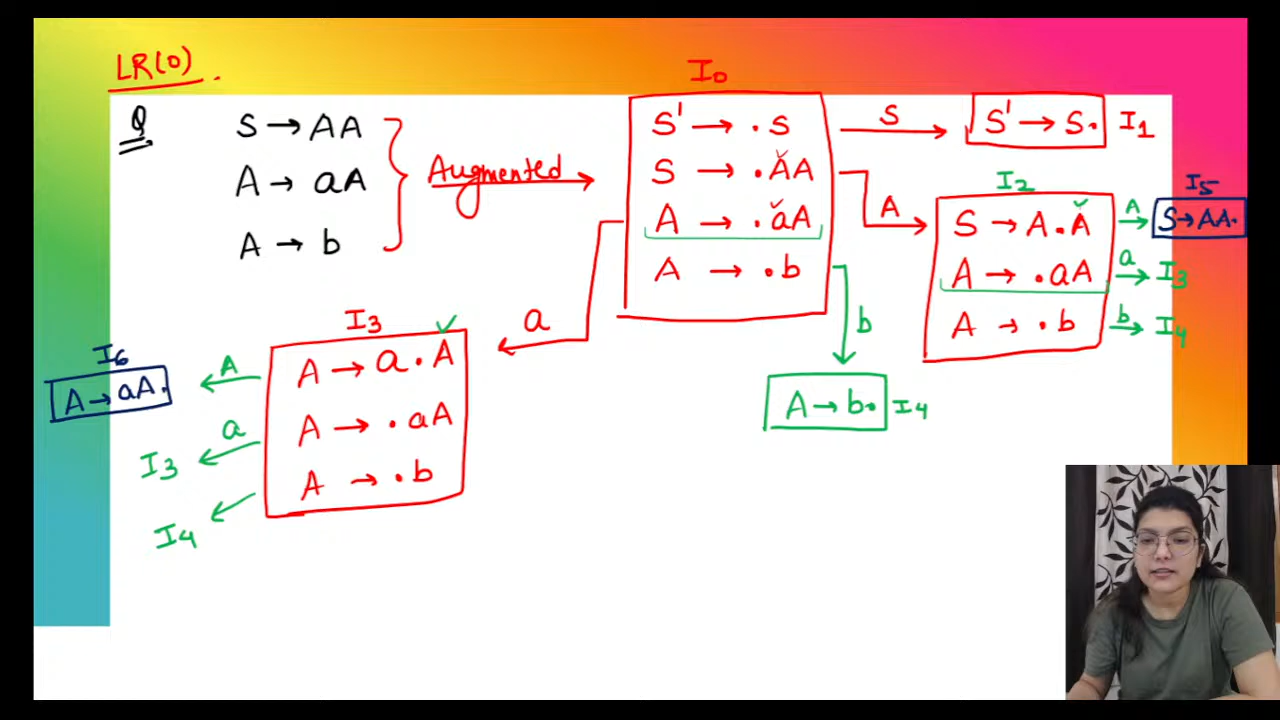 LR(0)
Q
S → AA
A → aA
A → b
Augmented
I0
S' → .S
S → .AA
A → .aA
A → .b
S
S' → S.
I1
A
I2
S → A.A
A → .aA
A → .b
A
I5
S→AA.
a
I3
b
I4
b
A→b.
I4
a
I3
A → a.A
A → .aA
A → .b
A
I6
A→aA.
a
I3
I4